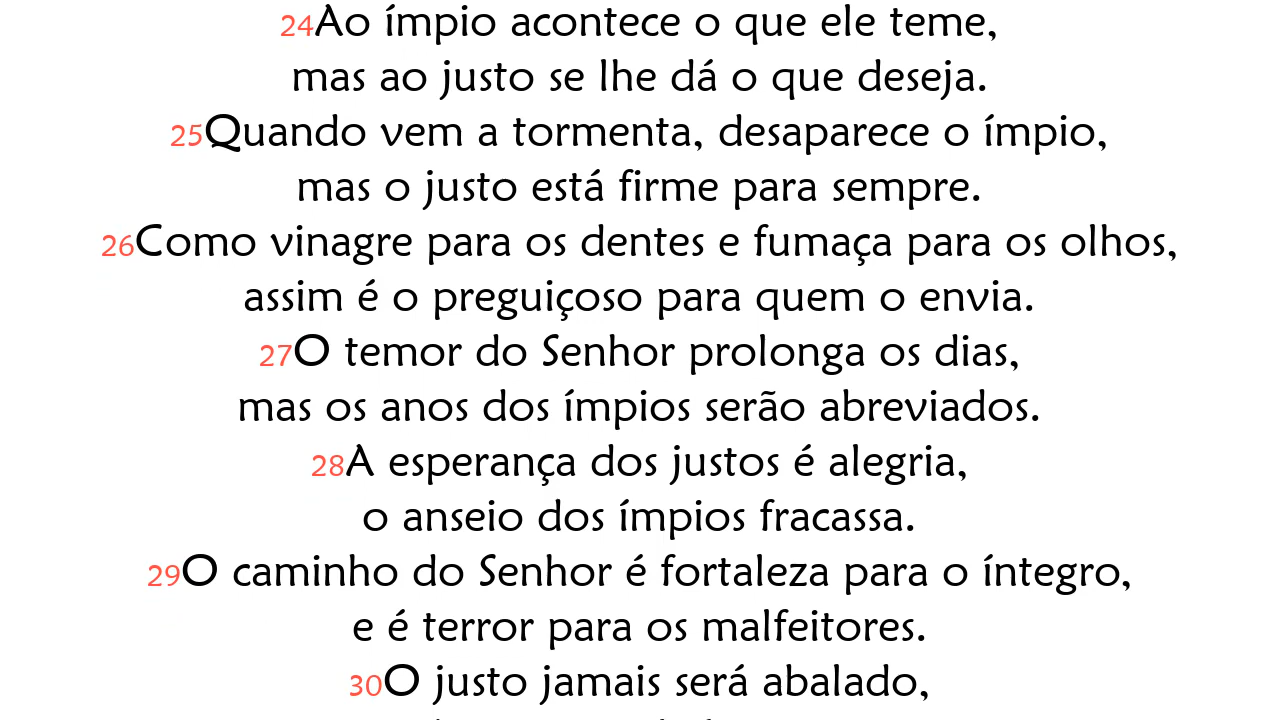 24Ao ímpio acontece o que ele teme,
mas ao justo se lhe dá o que deseja.
25Quando vem a tormenta, desaparece o ímpio,
mas o justo está firme para sempre.
26Como vinagre para os dentes e fumaça para os olhos,
assim é o preguiçoso para quem o envia.
27O temor do Senhor prolonga os dias,
mas os anos dos ímpios serão abreviados.
28A esperança dos justos é alegria,
o anseio dos ímpios fracassa.
29O caminho do Senhor é fortaleza para o íntegro,
e é terror para os malfeitores.
30O justo jamais será abalado,